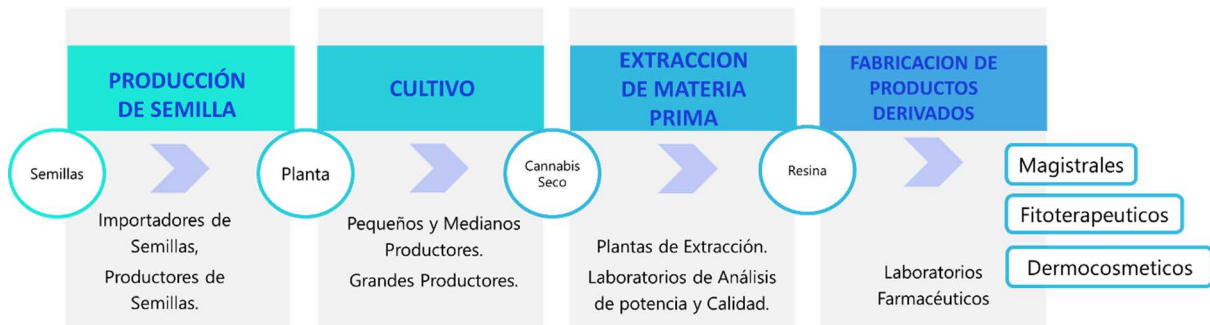 PRODUCCIÓN
DE SEMILLA
CULTIVO
EXTRACCION
DE MATERIA
PRIMA
FABRICACION DE
PRODUCTOS
DERIVADOS
Semillas
Planta
Cannabis
Seco
Resina
Magistrales
Fitoterapeuticos
Dermocosmeticos
Importadores de
Semillas,
Productores de
Semillas.
Pequeños y Medianos
Productores.
Grandes Productores.
Plantas de Extracción.
Laboratorios de Análisis
de potencia y Calidad.
Laboratorios
Farmacéuticos